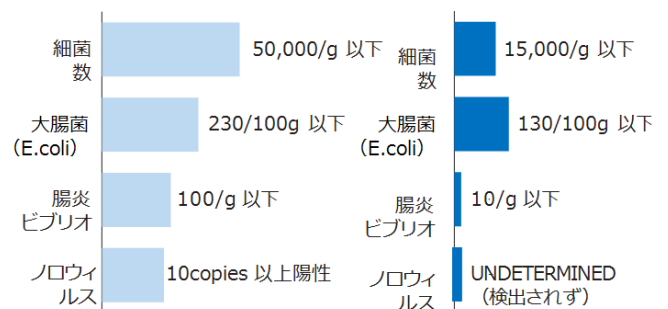 細菌
数
50,000/g 以下
大腸菌
（E.coli）
230/100g 以下
腸炎
ビブリオ
100/g 以下
ノロウィ
ルス
10copies 以上陽性
細菌
数
15,000/g 以下
大腸菌
（E.coli）
130/100g 以下
腸炎
ビブリオ
10/g 以下
ノロウィ
ルス
UNDETERMINED
（検出されず）